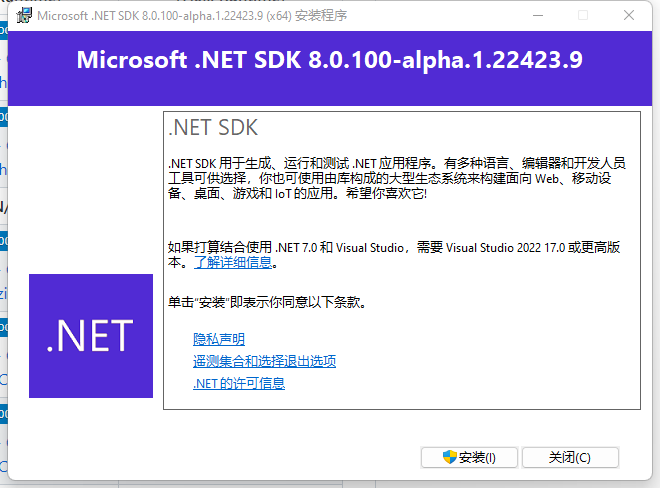 Microsoft .NET SDK 8.0.100-alpha.1.22423.9 (x64) 安装程序
Microsoft .NET SDK 8.0.100-alpha.1.22423.9
.NET SDK
.NET SDK 用于生成、运行和测试 .NET 应用程序。有多种语言、编辑器和开发人员
工具可供选择，你也可使用由库构成的大型生态系统来构建面向 Web、移动设
备、桌面、游戏和 IoT 的应用。希望你喜欢它!
如果打算结合使用 .NET 7.0 和 Visual Studio，需要 Visual Studio 2022 17.0 或更高版
本。了解详细信息。
单击“安装”即表示你同意以下条款。
.NET
隐私声明
遥测集合和选择退出选项
.NET 的许可信息
安装(I)
关闭(C)